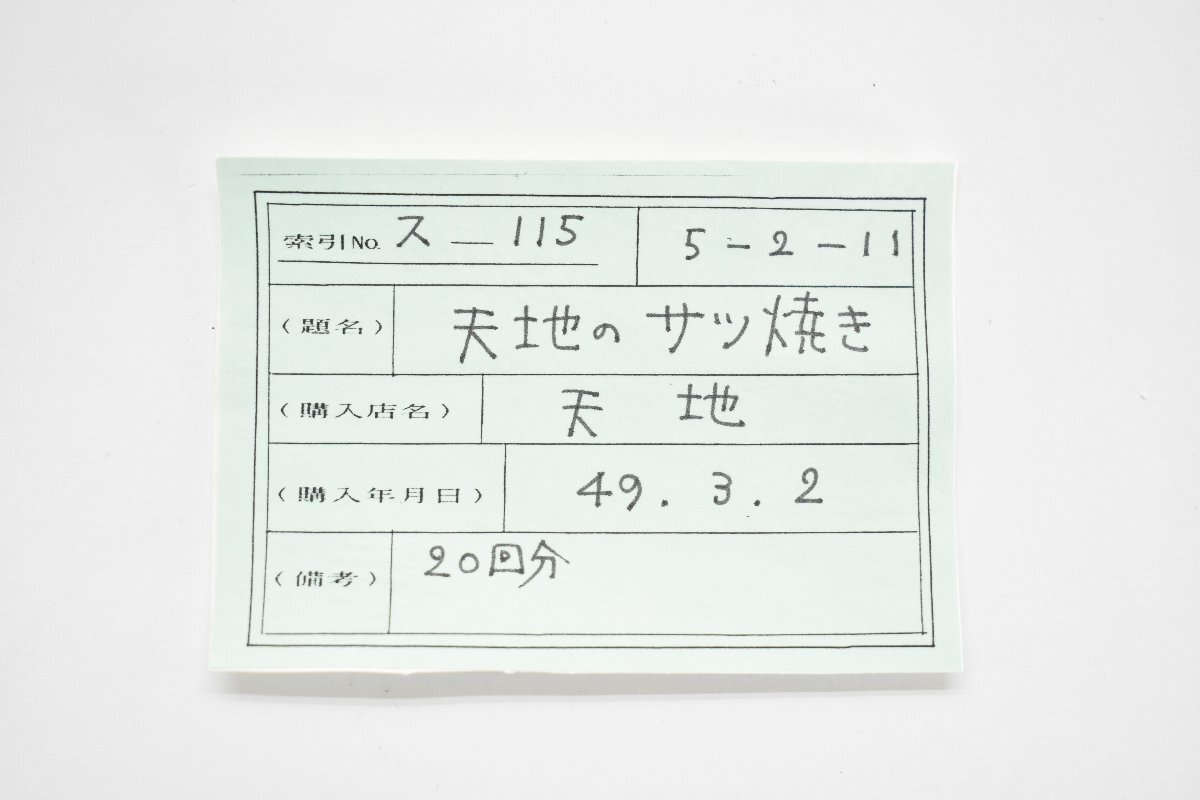 索引No. ス — 115 5-2-11
(題名) 天地のサツ焼き
(購入店名) 天 地
(購入年月日) 49.3.2
(備考) 20回分